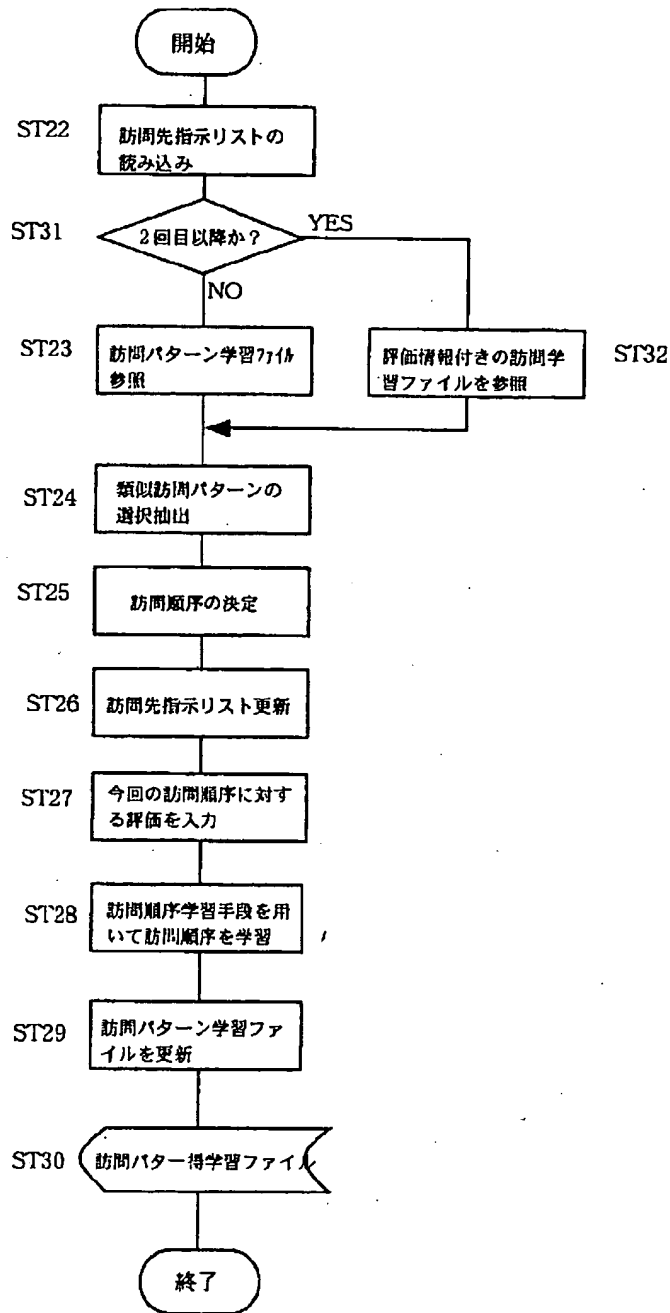 開始
ST22
訪問先指示リストの
読み込み
ST31
2回目以降か?
YES
NO
ST23
訪問パターン学習ファイル
参照
評価情報付きの訪問学
習ファイルを参照
ST32
ST24
類似訪問パターンの
選択抽出
ST25
訪問順序の決定
ST26
訪問先指示リスト更新
ST27
今回の訪問順序に対す
る評価を入力
ST28
訪問順序学習手段を用
いて訪問順序を学習
ST29
訪問パターン学習ファ
イルを更新
ST30
訪問パター得学習ファイル
終了